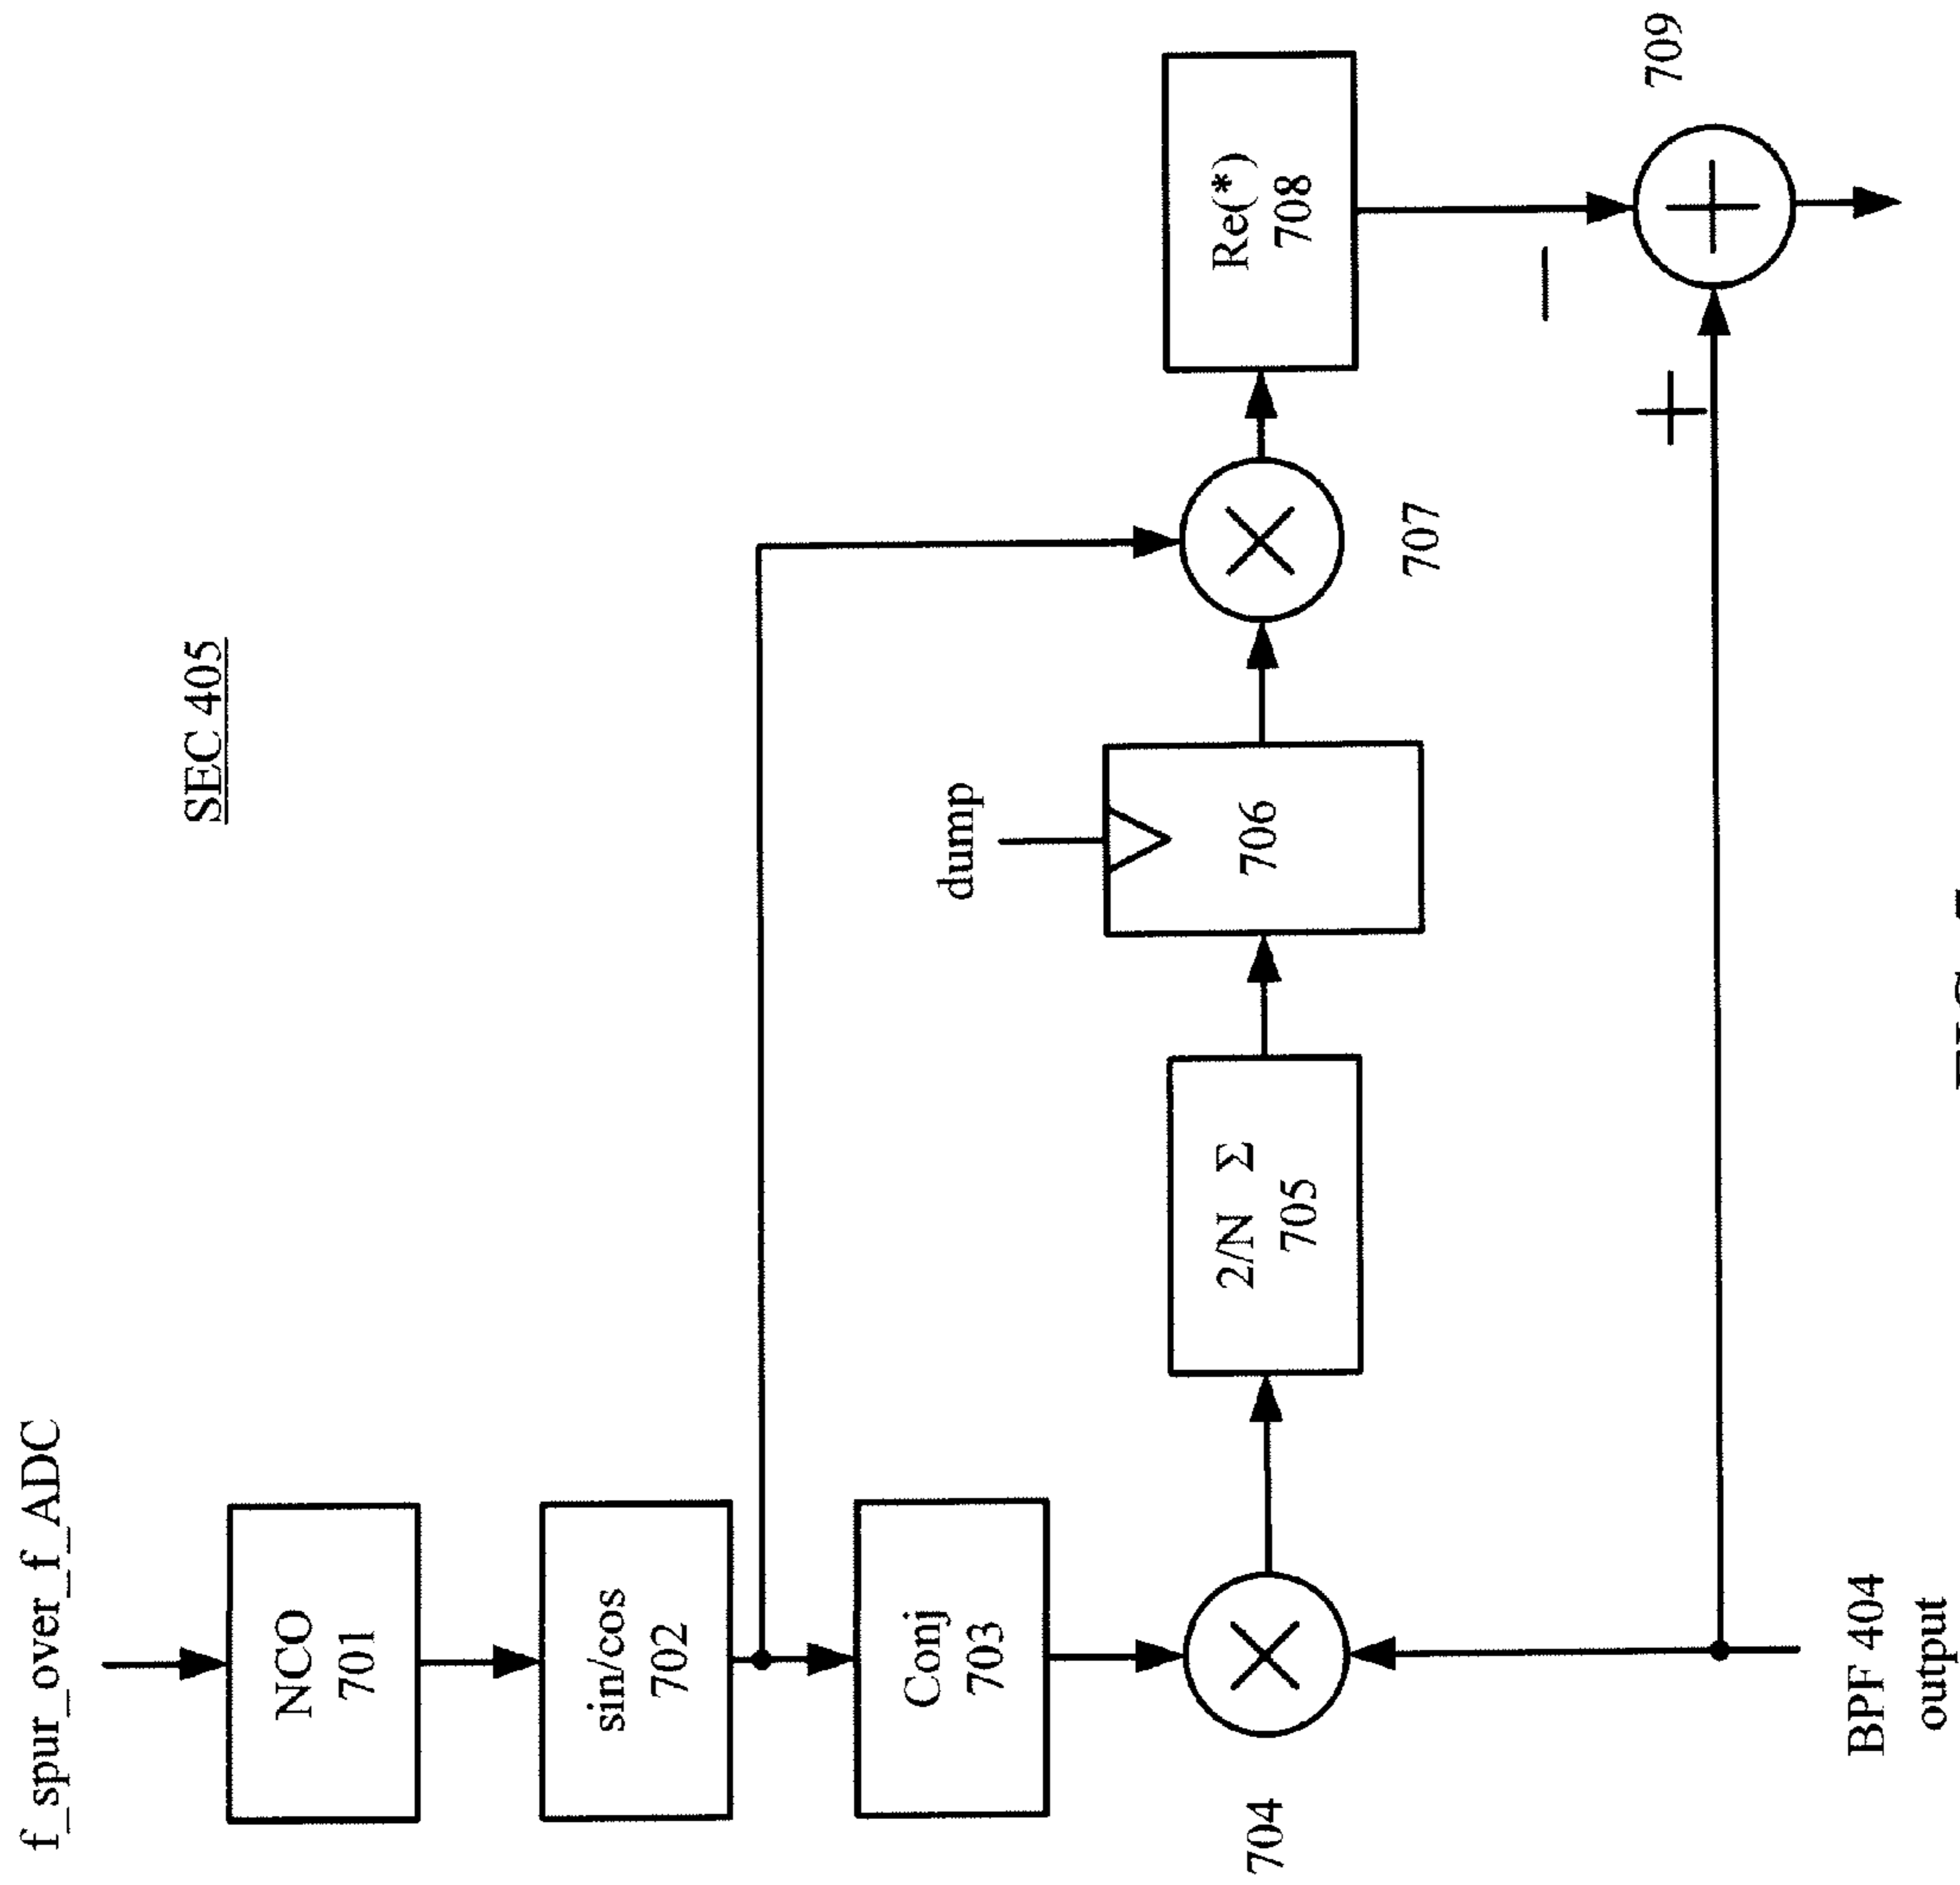 SEC 405
f_spur_over_f_ADC
NCO
701
sin/cos
702
Conj
703
704
2/N Σ
705
dump
706
707
Re(*)
708
709
+
−
BPF 404
output